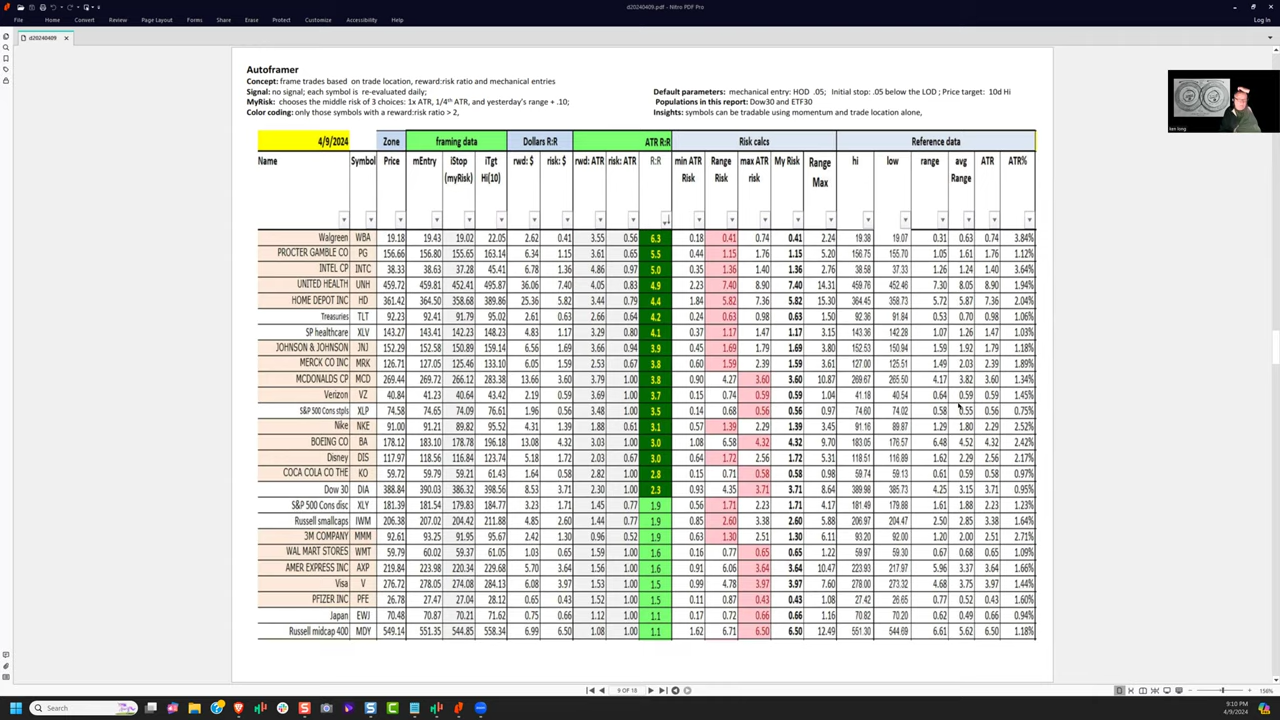 d20240409.pdf - Nitro PDF Pro
File Home Convert Review Page Layout Forms Share Erase Protect Customize Accessibility Help Log In
d20240409
Autoframer
Concept: frame trades based on trade location, reward:risk ratio and mechanical entries
Signal: no signal; each symbol is re-evaluated daily;
MyRisk: chooses the middle risk of 3 choices: 1x ATR, 1/4th ATR, and yesterday's range + .10;
Color coding: only those symbols with a reward:risk ratio > 2,
Default parameters: mechanical entry: HOD .05; Initial stop: .05 below the LOD ; Price target: 10d Hi
Populations in this report: Dow30 and ETF30
Insights: symbols can be tradable using momentum and trade location alone,
4/9/2024 Zone framing data Dollars R:R ATR R:R Risk calcs Reference data
Name Symbol Price mEntry iStop (myRisk) iTgt Hi(10) rwd: $ risk: $ rwd: ATR risk: ATR R:R min ATR Risk Range Risk max ATR risk My Risk Range Max hi low range avg Range ATR ATR%
Walgreen WBA 19.18 19.43 19.02 22.05 2.62 0.41 3.55 0.56 6.3 0.18 0.41 0.74 0.41 2.24 19.38 19.07 0.31 0.63 0.74 3.84%
PROCTER GAMBLE CO PG 156.66 156.80 155.65 163.14 6.34 1.15 3.61 0.65 5.5 0.44 1.15 1.76 1.15 5.20 156.75 155.70 1.05 1.61 1.76 1.12%
INTEL CP INTC 38.33 38.63 37.28 45.41 6.78 1.36 4.86 0.97 5.0 0.35 1.36 1.40 1.36 2.76 38.58 37.33 1.26 1.24 1.40 3.64%
UNITED HEALTH UNH 457.70 459.81 452.41 495.87 36.06 7.40 4.05 0.83 4.9 2.23 7.40 8.90 7.40 14.31 459.76 452.46 7.30 8.05 8.90 1.94%
HOME DEPOT INC HD 361.42 364.50 358.68 389.86 25.36 5.82 3.44 0.79 4.4 1.84 5.82 7.36 5.82 15.30 364.45 358.73 5.72 5.87 7.36 2.04%
Treasuries TLT 92.23 92.41 91.79 95.02 2.61 0.63 2.66 0.64 4.2 0.24 0.63 0.98 0.63 1.50 92.36 91.84 0.53 0.70 0.98 1.06%
SP healthcare XLV 143.27 143.41 142.23 148.23 4.83 1.17 3.29 0.80 4.1 0.37 1.17 1.47 1.17 3.15 143.36 142.28 1.07 1.26 1.47 1.03%
JOHNSON & JOHNSON JNJ 152.29 152.58 150.89 159.14 6.56 1.69 3.66 0.94 3.9 0.45 1.69 1.79 1.69 3.80 152.53 150.94 1.59 1.92 1.79 1.18%
MERCK CO INC MRK 126.71 127.05 125.46 133.10 6.05 1.59 2.53 0.67 3.8 0.60 1.59 2.39 1.59 3.61 127.00 125.51 1.49 2.03 2.39 1.89%
MCDONALDS CP MCD 269.44 269.72 266.12 283.38 13.66 3.60 3.79 1.00 3.8 0.90 4.27 3.60 3.60 10.87 269.67 265.50 4.17 3.82 3.60 1.34%
Verizon VZ 40.84 41.23 40.64 43.42 2.19 0.59 3.71 1.00 3.7 0.15 0.74 0.59 0.59 1.04 41.18 40.54 0.64 0.59 0.59 1.45%
S&P 500 Cons stpls XLP 74.58 74.65 74.09 76.61 1.96 0.56 3.48 1.00 3.5 0.14 0.68 0.56 0.56 0.97 74.60 74.02 0.58 0.55 0.56 0.75%
Nike NKE 91.00 91.21 89.82 95.52 4.31 1.39 1.88 0.61 3.1 0.57 1.39 2.29 1.39 3.45 91.16 89.87 1.29 1.80 2.29 2.52%
BOEING CO BA 178.12 183.10 178.78 196.18 13.08 4.32 3.03 1.00 3.0 1.08 6.58 4.32 4.32 9.70 183.05 176.57 6.48 4.52 4.32 2.42%
Disney DIS 117.97 118.56 116.84 123.74 5.18 1.72 2.03 0.67 3.0 0.64 1.72 2.56 1.72 5.31 118.51 116.89 1.62 2.29 2.56 2.17%
COCA COLA CO THE KO 59.72 59.79 59.21 61.43 1.64 0.58 2.82 1.00 2.8 0.15 0.71 0.58 0.58 0.98 59.74 59.13 0.61 0.59 0.58 0.97%
Dow 30 DIA 388.84 390.03 386.32 398.56 8.53 3.71 2.30 1.00 2.3 0.93 4.35 3.71 3.71 8.64 389.98 385.73 4.25 3.15 3.71 0.95%
S&P 500 Cons disc XLY 181.39 181.54 179.83 184.77 3.23 1.71 1.45 0.77 1.9 0.56 1.71 2.23 1.71 4.17 181.49 179.88 1.61 1.88 2.23 1.23%
Russell smallcaps IWM 206.38 207.02 204.42 211.88 4.85 2.60 1.44 0.77 1.9 0.85 2.60 3.38 2.60 5.88 206.97 204.47 2.50 2.85 3.38 1.64%
3M COMPANY MMM 92.61 93.25 91.95 95.67 2.42 1.30 0.96 0.52 1.9 0.63 1.30 2.51 1.30 6.11 93.20 92.00 1.20 2.00 2.51 2.71%
WAL MART STORES WMT 59.79 60.02 59.37 61.05 1.03 0.65 1.59 1.00 1.6 0.16 0.77 0.65 0.65 1.22 59.97 59.30 0.67 0.68 0.65 1.09%
AMER EXPRESS INC AXP 219.84 223.98 220.34 229.68 5.70 3.64 1.56 1.00 1.6 0.91 6.06 3.64 3.64 10.47 223.93 217.97 5.96 3.37 3.64 1.66%
Visa V 276.72 278.05 274.08 284.13 6.08 3.97 1.53 1.00 1.5 0.99 4.78 3.97 3.97 7.60 278.00 273.32 4.68 3.75 3.97 1.44%
PFIZER INC PFE 26.78 27.47 27.04 28.12 0.65 0.43 1.50 1.00 1.5 0.11 0.87 0.43 0.43 1.08 27.42 26.65 0.77 0.52 0.43 1.60%
Japan EWJ 70.48 70.87 70.21 71.62 0.75 0.66 1.12 1.00 1.1 0.17 0.72 0.66 0.66 1.16 70.82 70.20 0.62 0.49 0.66 0.94%
Russell midcap 400 MDY 549.14 551.35 544.85 558.34 6.99 6.50 1.08 1.00 1.1 1.62 6.71 6.50 6.50 12.49 551.30 544.69 6.61 5.62 6.50 1.18%
ken long
9 OF 18
156%
Search
9:10 PM
4/9/2024